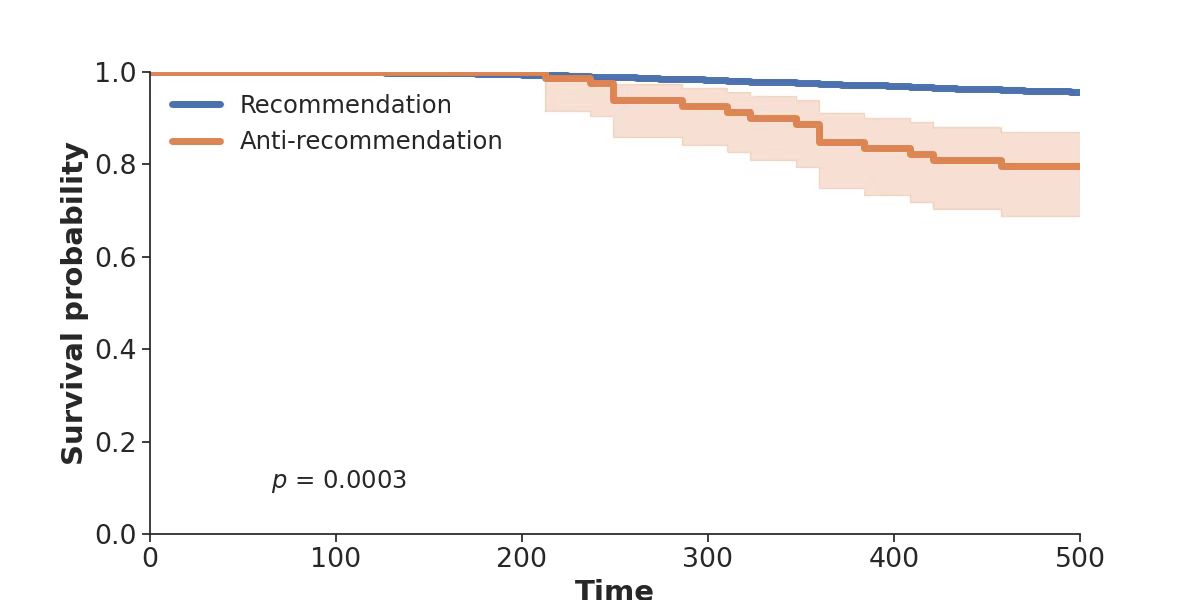 1.0
0.8
0.6
0.4
0.2
0.0
Survival probability
Recommendation
Anti-recommendation
p = 0.0003
0 100 200 300 400 500
Time